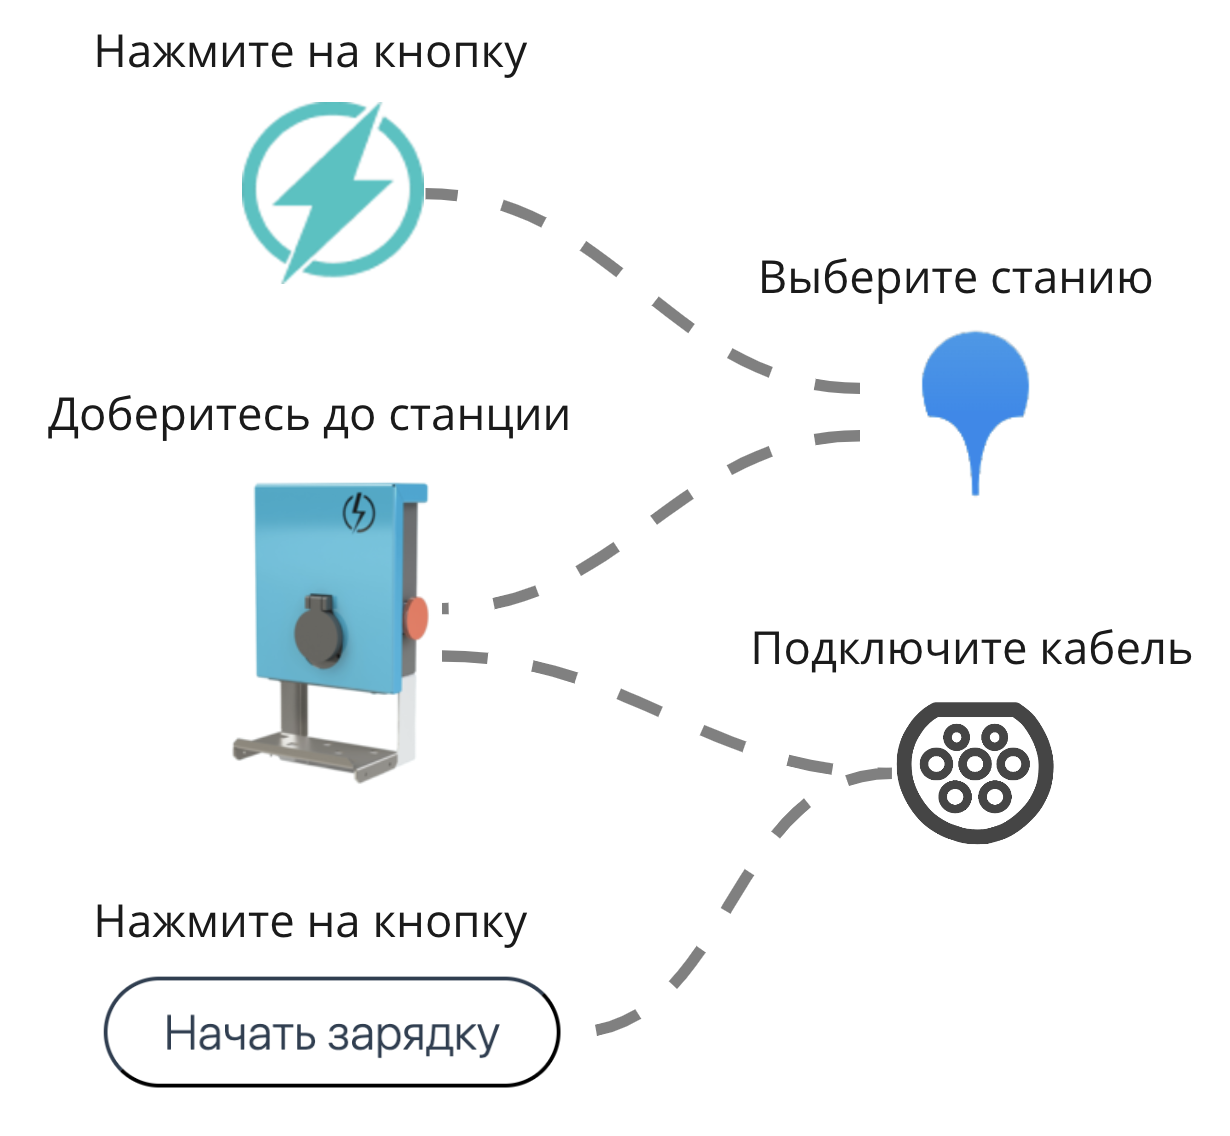 Нажмите на кнопку
Выберите станию
Доберитесь до станции
Подключите кабель
Нажмите на кнопку
Начать зарядку